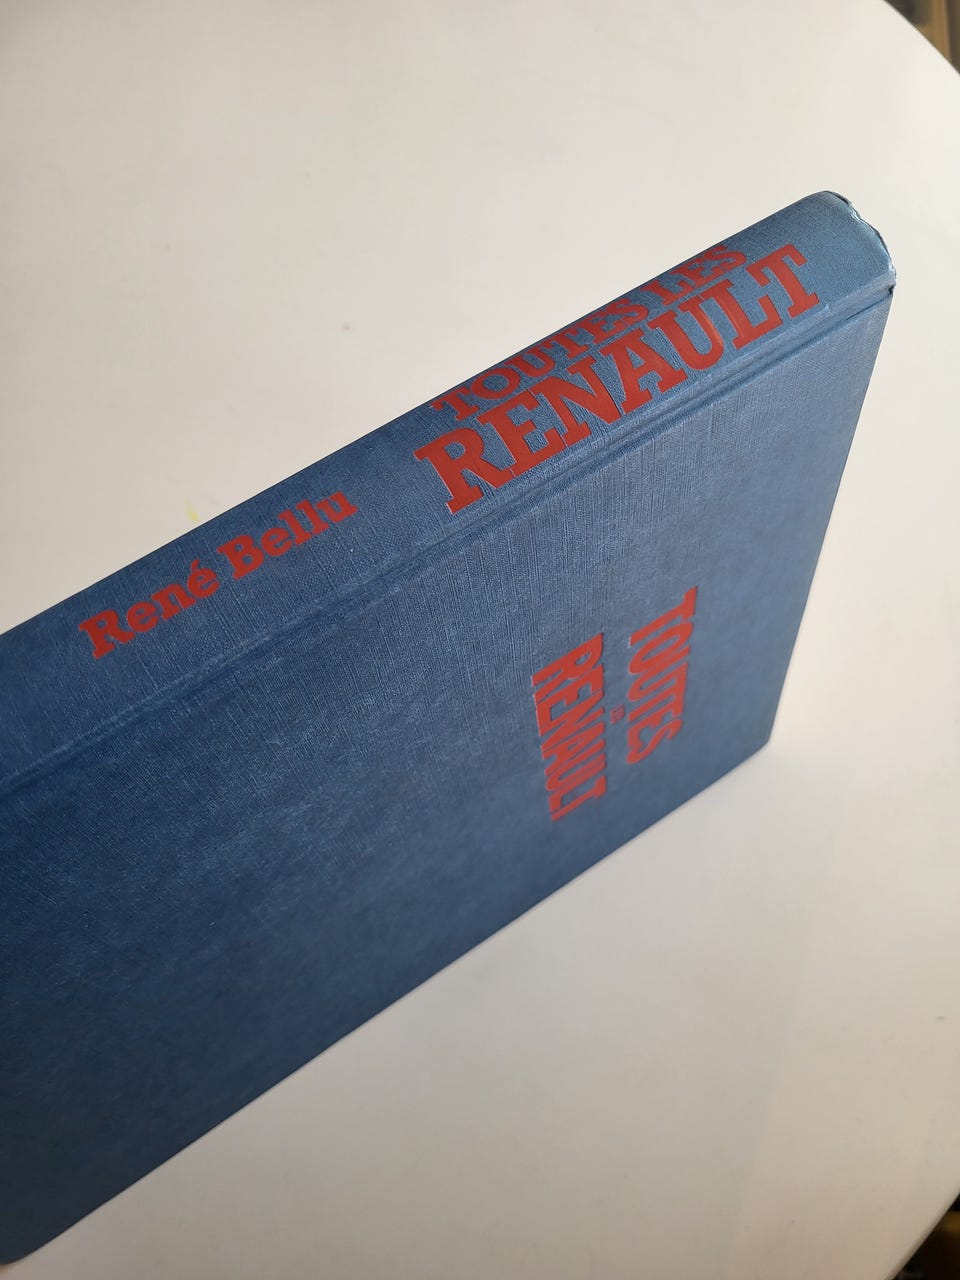 René Bellu
TOUTES LES
RENAULT
TOUTES
LES
RENAULT